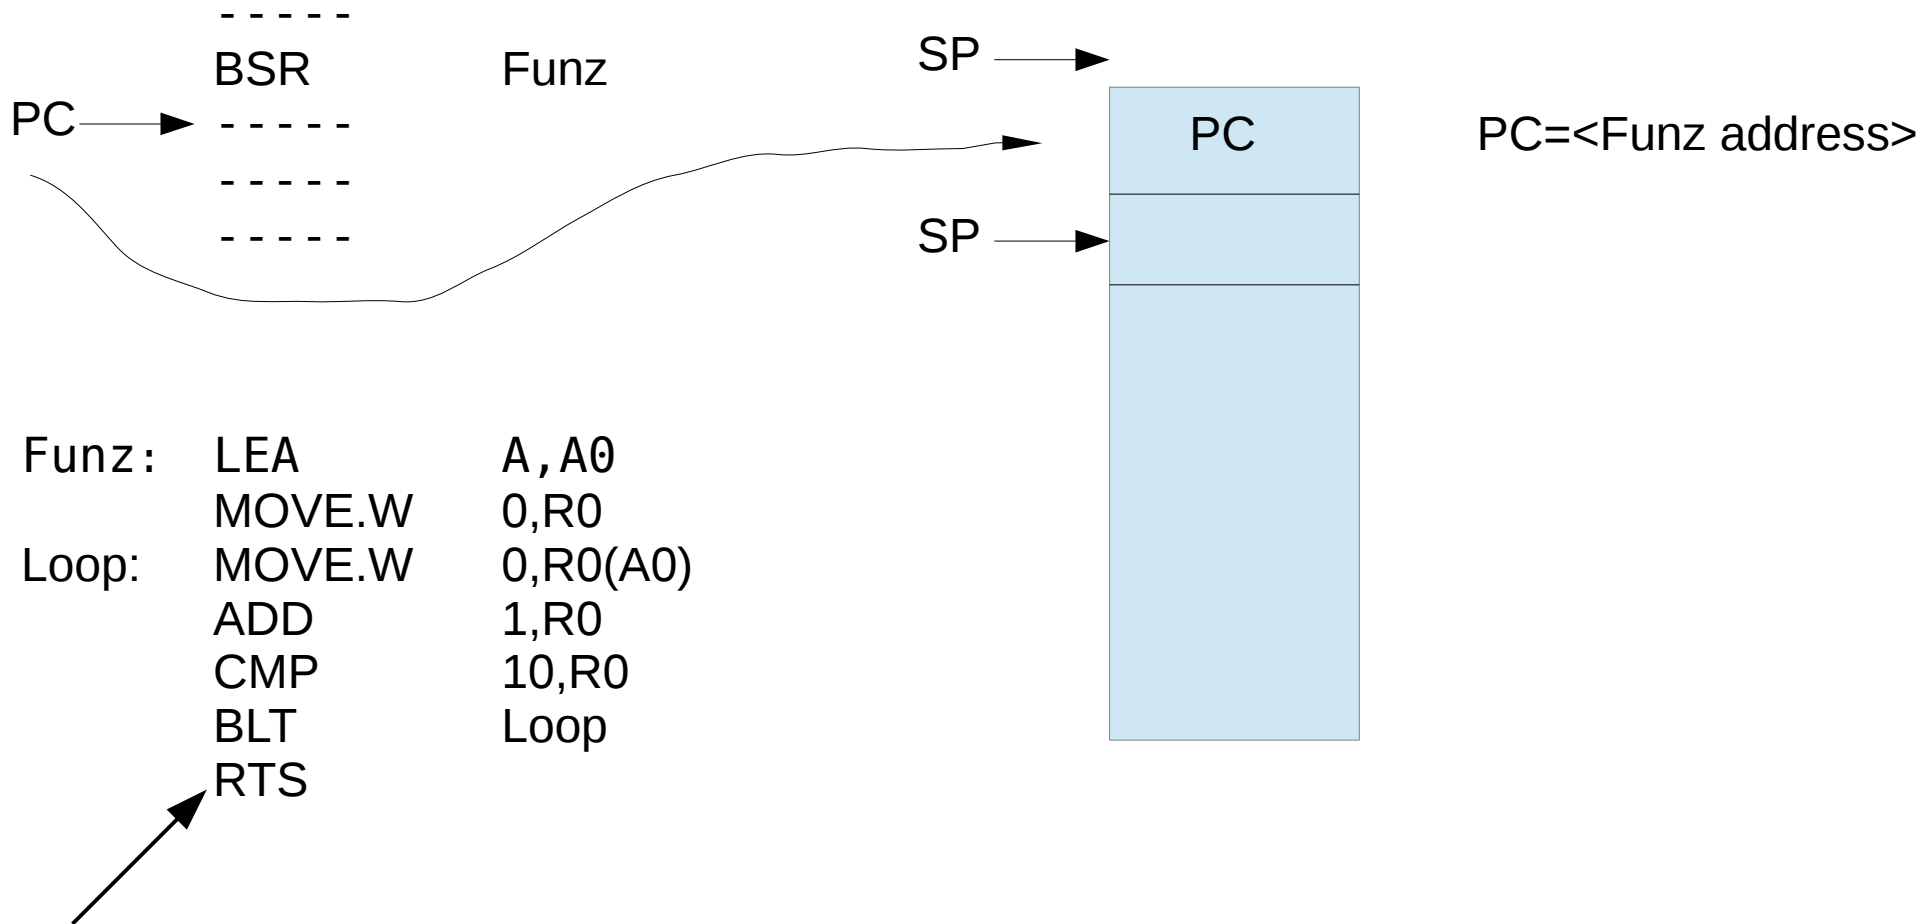 -----
BSR Funz
PC -----
-----
-----
SP
PC
PC=<Funz address>
SP
Funz: LEA A,A0
MOVE.W 0,R0
Loop: MOVE.W 0,R0(A0)
ADD 1,R0
CMP 10,R0
BLT Loop
RTS